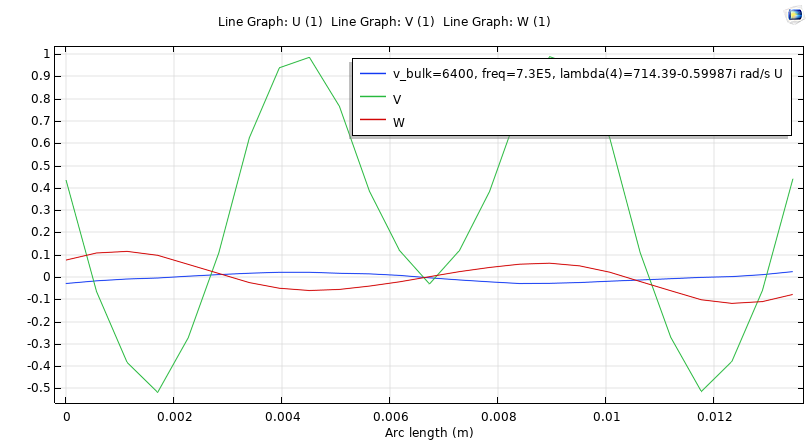 Line Graph: U (1) Line Graph: V (1) Line Graph: W (1)
1
0.9
0.8
0.7
0.6
0.5
0.4
0.3
0.2
0.1
0
-0.1
-0.2
-0.3
-0.4
-0.5
v_bulk=6400, freq=7.3E5, lambda(4)=714.39-0.59987i rad/s U
V
W
0 0.002 0.004 0.006 0.008 0.01 0.012
Arc length (m)